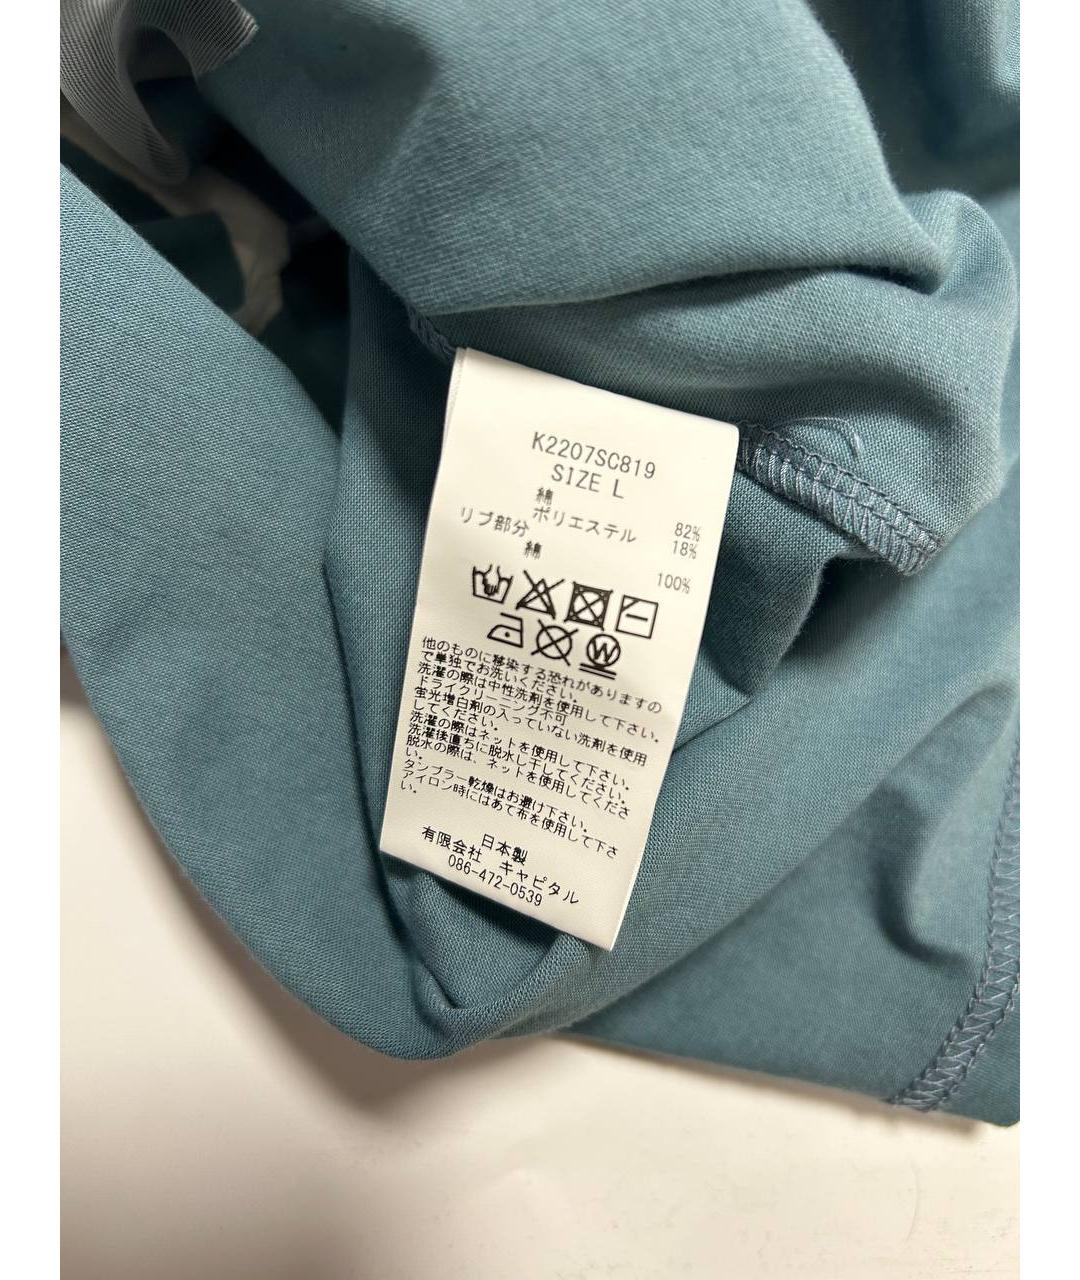 K2207SC819
SIZE L
綿 82%
ポリエステル 18%
リブ部分
綿 100%
W
他のものに移染する恐れがありますの
で単独でお洗いください。
洗濯の際は中性洗剤を使用して下さい。
ドライクリーニング不可
蛍光増白剤の入っていない洗剤を使用
してください。
洗濯の際はネットを使用して下さい。
洗濯後直ちに脱水し干してください。
脱水の際は、ネットを使用してくださ
い。
タンブラー乾燥はお避け下さい。
アイロン時にはあて布を使用して下さ
い。
日本製
有限会社 キャピタル
086-472-0539